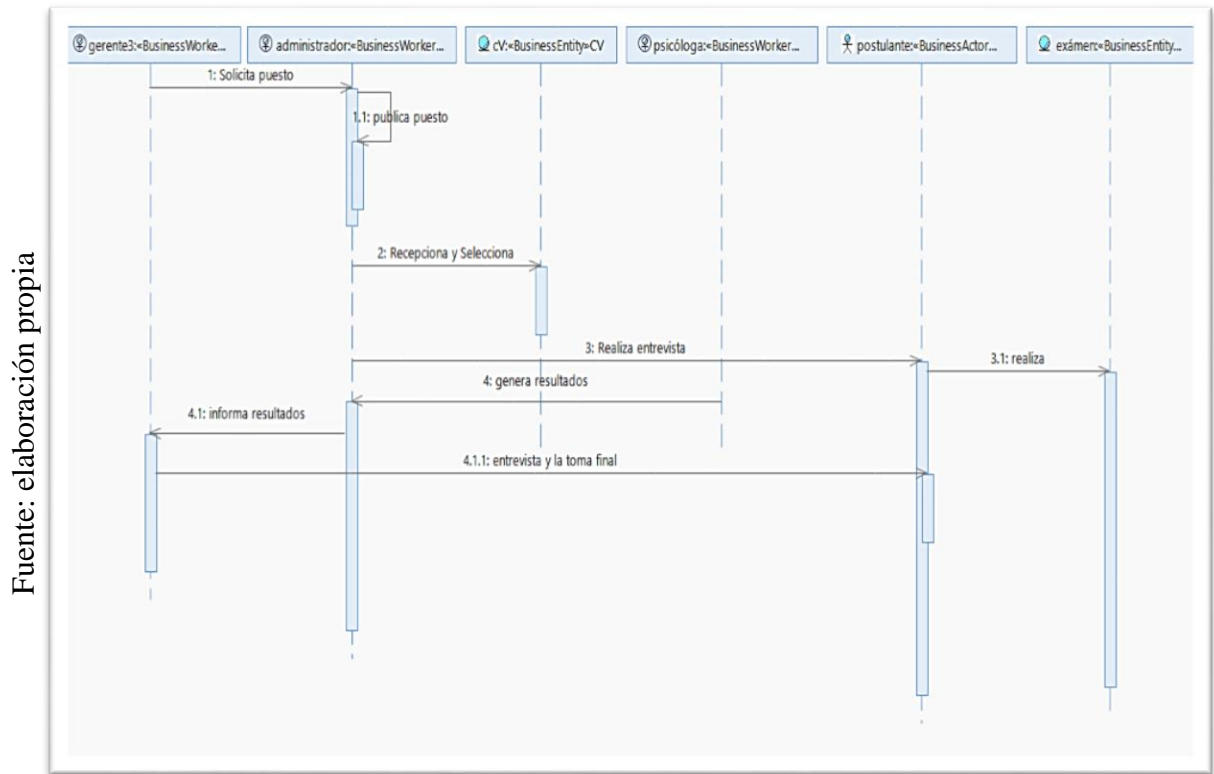 gerente3:«BusinessWorke...
administrador:«BusinessWorker...
cV:«BusinessEntity»CV
psicóloga:«BusinessWorker...
postulante:«BusinessActor...
exámen:«BusinessEntity...
1: Solicita puesto
1.1: publica puesto
2: Recepciona y Selecciona
3: Realiza entrevista
3.1: realiza
4: genera resultados
4.1: informa resultados
4.1.1: entrevista y la toma final
Fuente: elaboración propia